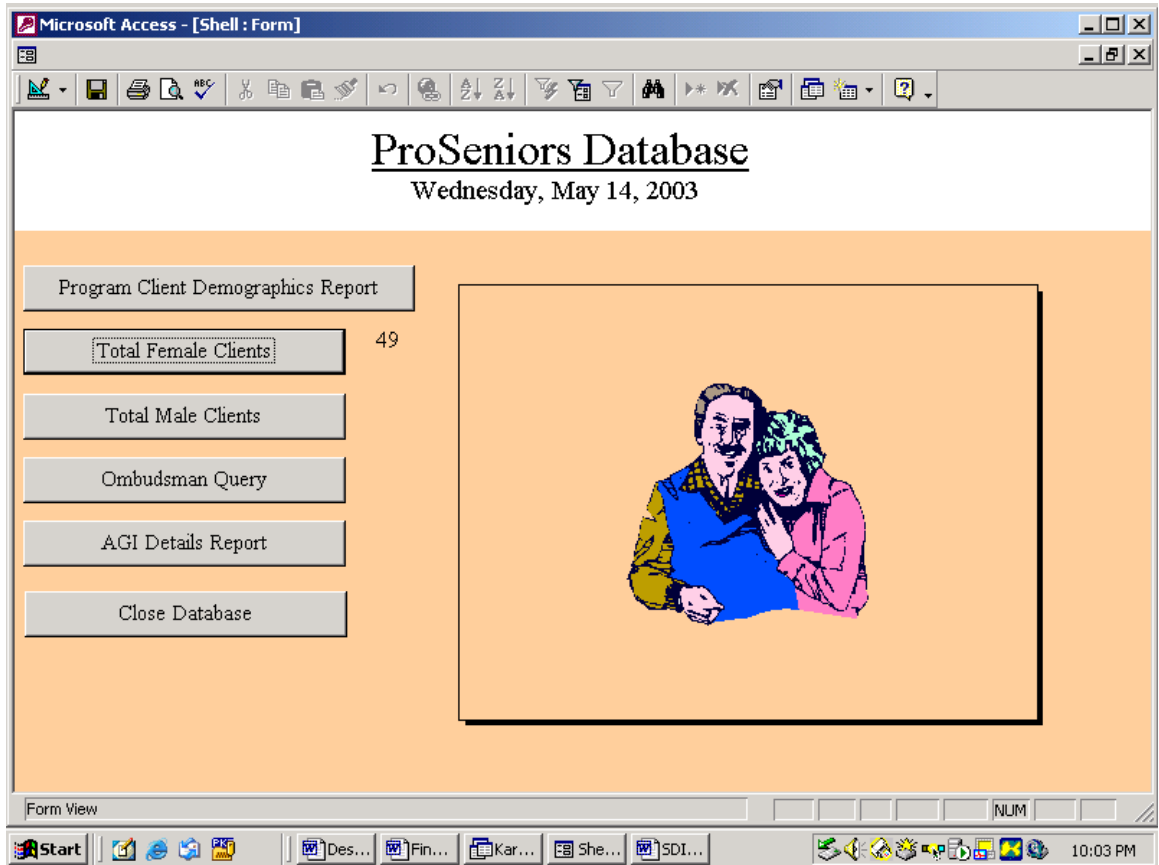 Microsoft Access - [Shell : Form]
ABC
ProSeniors Database
Wednesday, May 14, 2003
Program Client Demographics Report
Total Female Clients
49
Total Male Clients
Ombudsman Query
AGI Details Report
Close Database
Form View
NUM
Start
Des...
Fin...
Kar...
She...
SDI...
10:03 PM